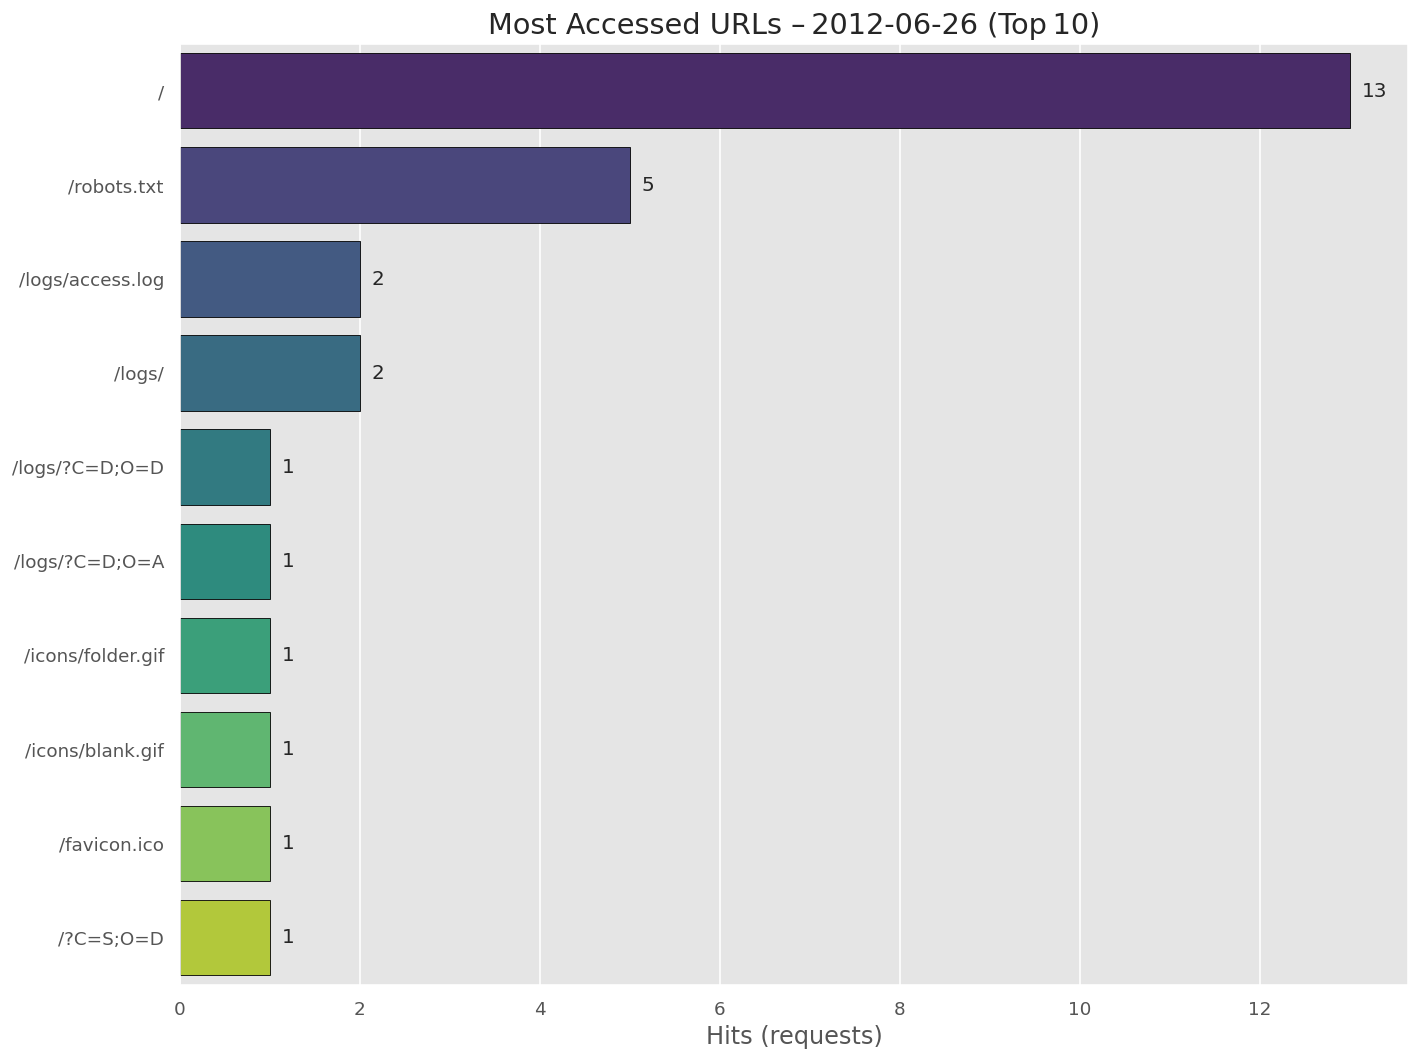 Most Accessed URLs – 2012-06-26 (Top 10)
/ 13
/robots.txt 5
/logs/access.log 2
/logs/ 2
/logs/?C=D;O=D 1
/logs/?C=D;O=A 1
/icons/folder.gif 1
/icons/blank.gif 1
/favicon.ico 1
/?C=S;O=D 1
0 2 4 6 8 10 12
Hits (requests)